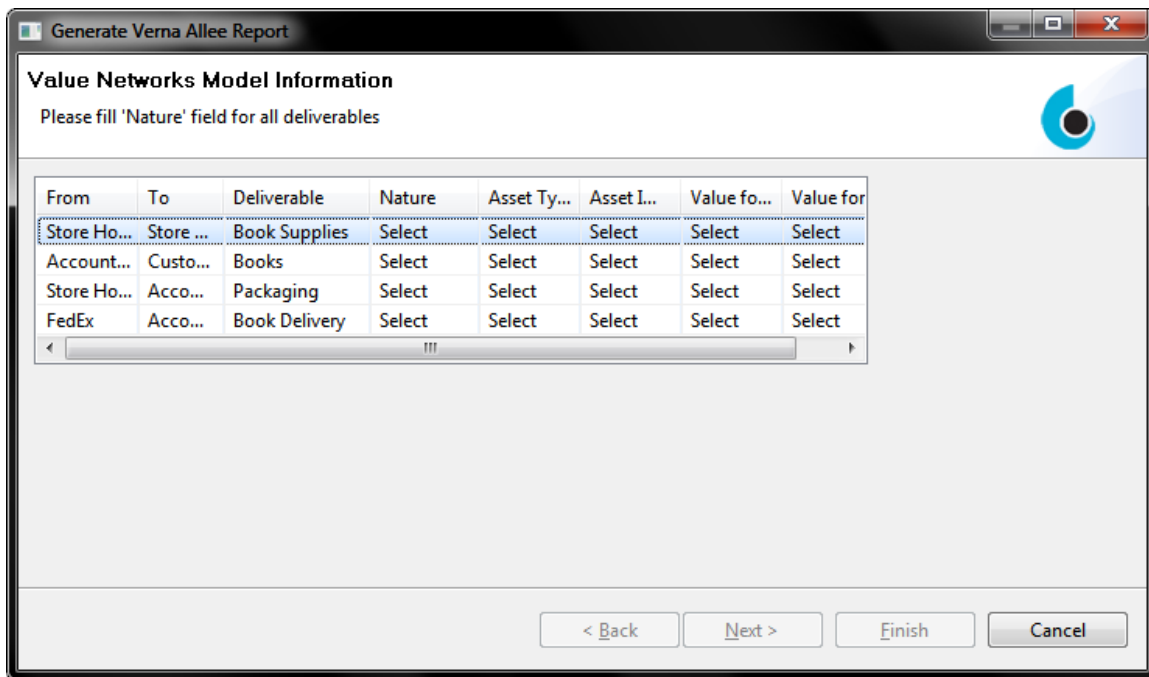 Generate Verna Allee Report
Value Networks Model Information
Please fill 'Nature' field for all deliverables
From To Deliverable Nature Asset Ty... Asset I... Value fo... Value for
Store Ho... Store ... Book Supplies Select Select Select Select Select
Account... Custo... Books Select Select Select Select Select
Store Ho... Acco... Packaging Select Select Select Select Select
FedEx Acco... Book Delivery Select Select Select Select Select
< Back Next > Finish Cancel